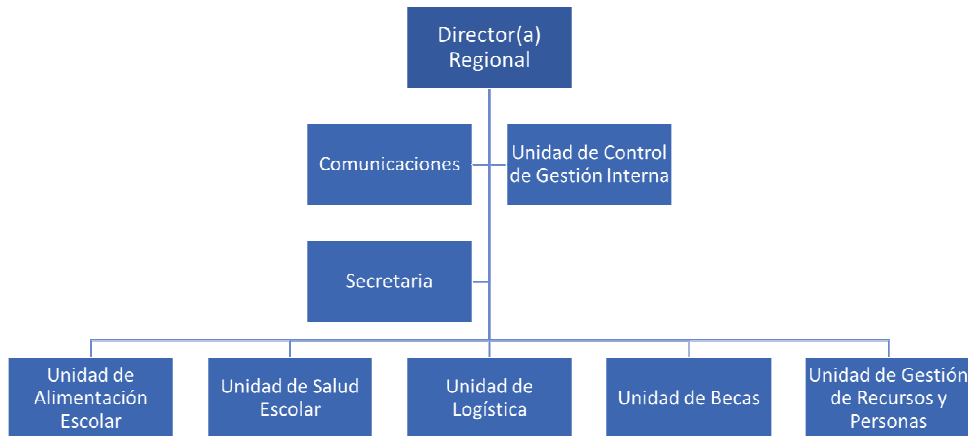 Director(a)
Regional
Comunicaciones
Unidad de Control
de Gestión Interna
Secretaria
Unidad de
Alimentación
Escolar
Unidad de Salud
Escolar
Unidad de
Logística
Unidad de Becas
Unidad de Gestión
de Recursos y
Personas